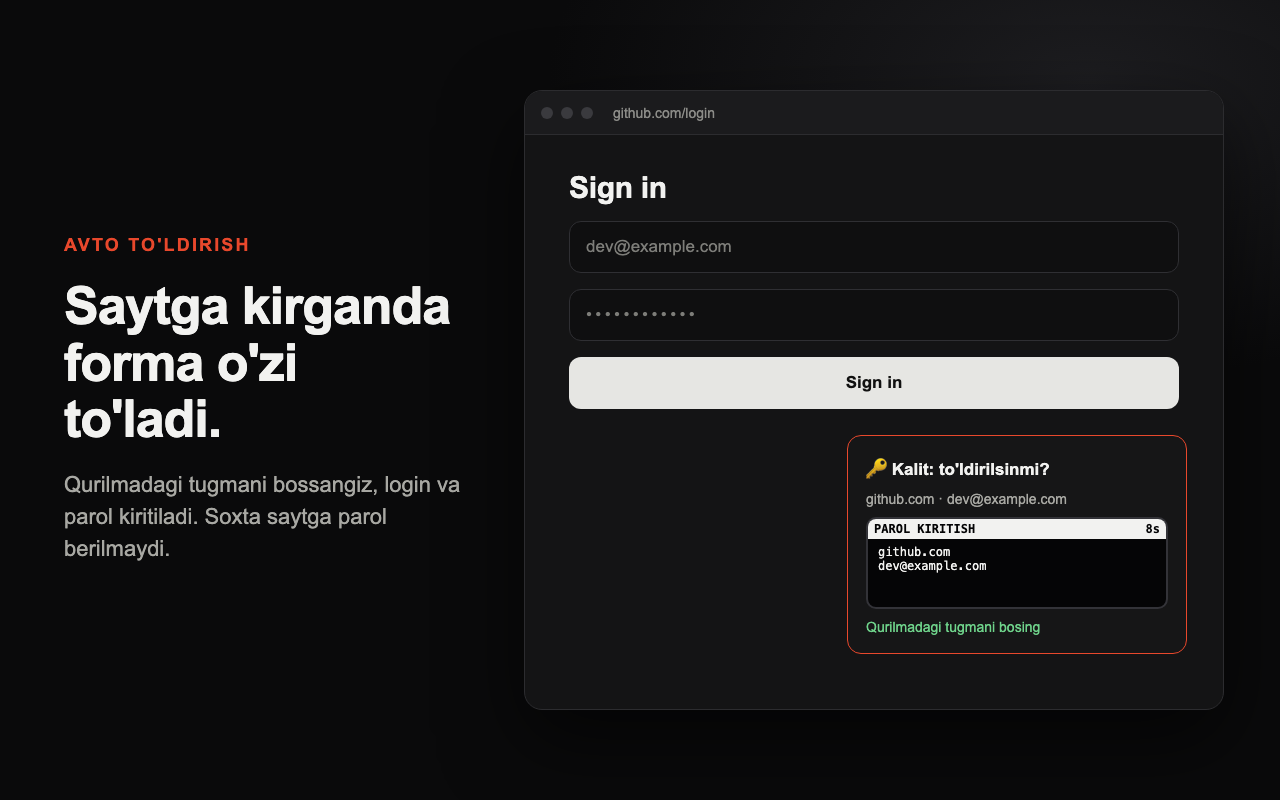 AVTO TO'LDIRISH
Saytga kirganda
forma o'zi
to'ladi.
Qurilmadagi tugmani bossangiz, login va
parol kiritiladi. Soxta saytga parol
berilmaydi.
github.com/login
Sign in
dev@example.com
••••••••••••
Sign in
🔑 Kalit: to'ldirilsinmi?
github.com · dev@example.com
PAROL KIRITISH 8s
github.com
dev@example.com
Qurilmadagi tugmani bosing